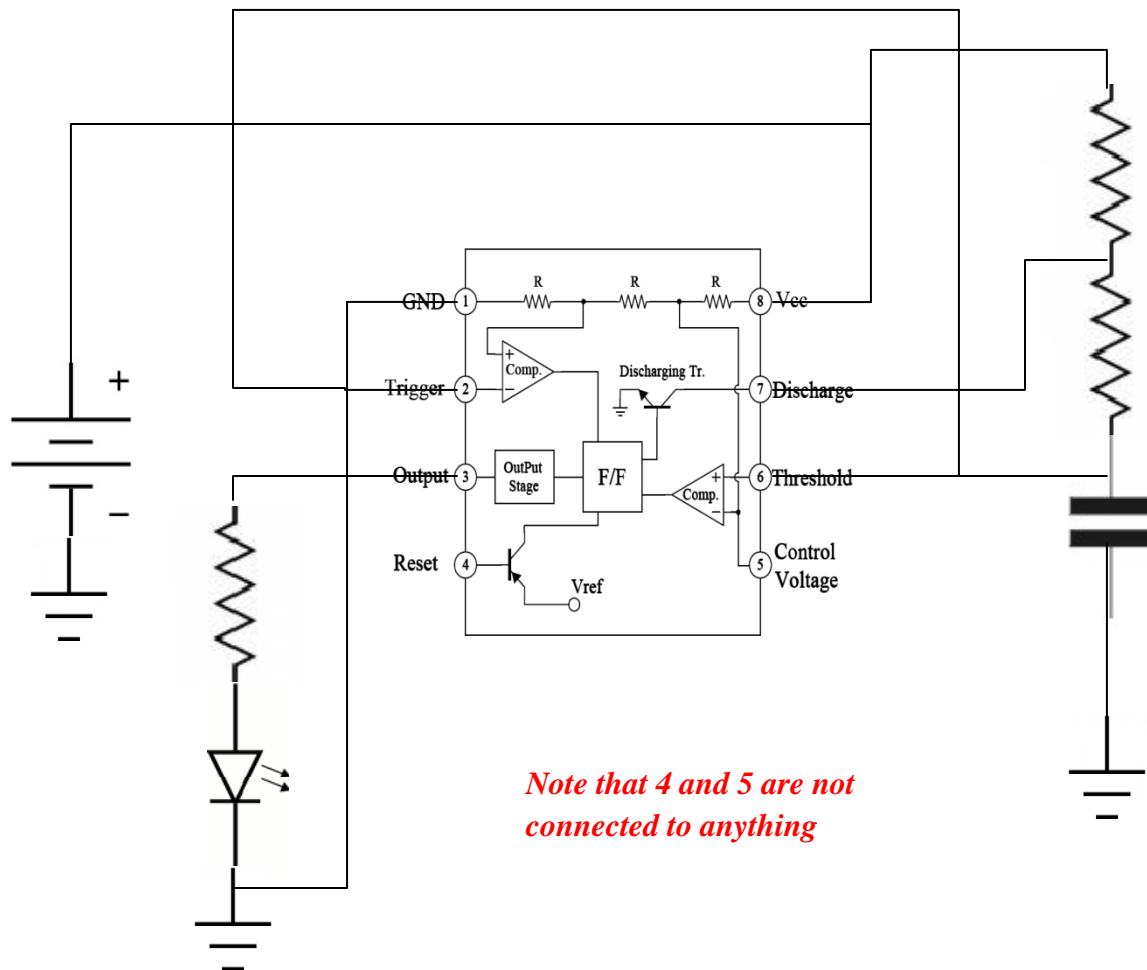 R
R
R
GND
1
8
Vcc
+
Comp.
−
Discharging Tr.
+
Trigger
2
7
Discharge
Output
3
OutPut
Stage
F/F
+
Comp.
−
6
Threshold
−
Reset
4
Vref
5
Control
Voltage
Note that 4 and 5 are not
connected to anything